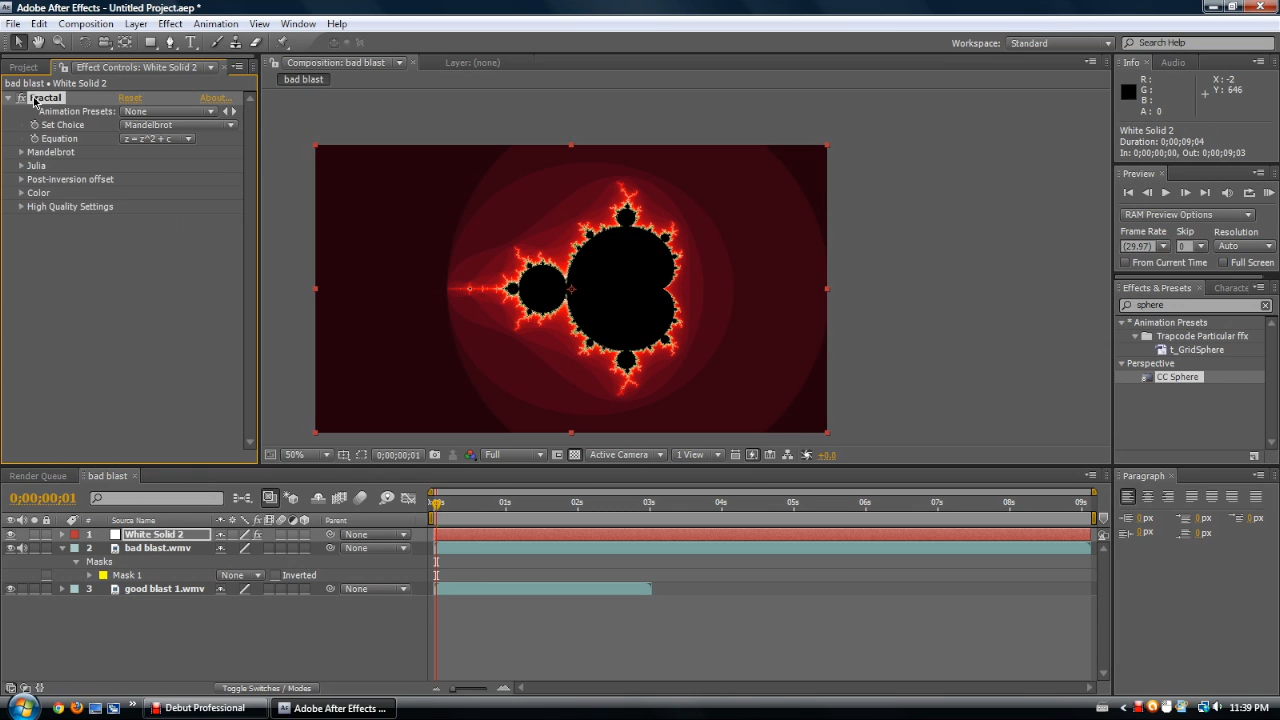 Adobe After Effects - Untitled Project.aep *
File Edit Composition Layer Effect Animation View Window Help
Workspace: Standard Search Help
Project Effect Controls: White Solid 2
bad blast • White Solid 2
Fractal Reset About...
Animation Presets: None
Set Choice Mandelbrot
Equation z = z^2 + c
Mandelbrot
Julia
Post-inversion offset
Color
High Quality Settings
Composition: bad blast Layer: (none)
bad blast
50% 0;00;00;01 Full Active Camera 1 View +0.0
Info Audio
R: X: -2
G: Y: 646
B:
A: 0
White Solid 2
Duration: 0;00;09;04
In: 0;00;00;00, Out: 0;00;09;03
Preview
RAM Preview Options
Frame Rate Skip Resolution
(29.97) 0 Auto
From Current Time Full Screen
Effects & Presets Characte
sphere
* Animation Presets
Trapcode Particular ffx
t_GridSphere
Perspective
CC Sphere
Render Queue bad blast
0;00;00;01
01s 02s 03s 04s 05s 06s 07s 08s 09s
# Source Name Parent
1 White Solid 2 None
2 bad blast.wmv None
Masks
Mask 1 None Inverted
3 good blast 1.wmv None
Toggle Switches / Modes
Paragraph
0 px 0 px 0 px
0 px 0 px
Debut Professional Adobe After Effects ... 11:39 PM